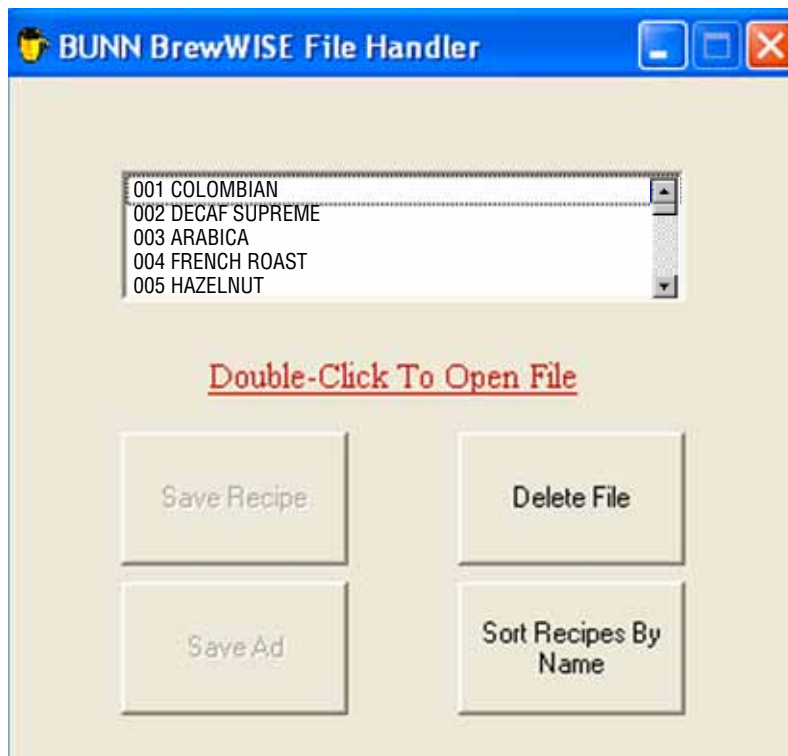 BUNN BrewWISE File Handler
001 COLOMBIAN
002 DECAF SUPREME
003 ARABICA
004 FRENCH ROAST
005 HAZELNUT
Double-Click To Open File
Save Recipe
Delete File
Save Ad
Sort Recipes By
Name